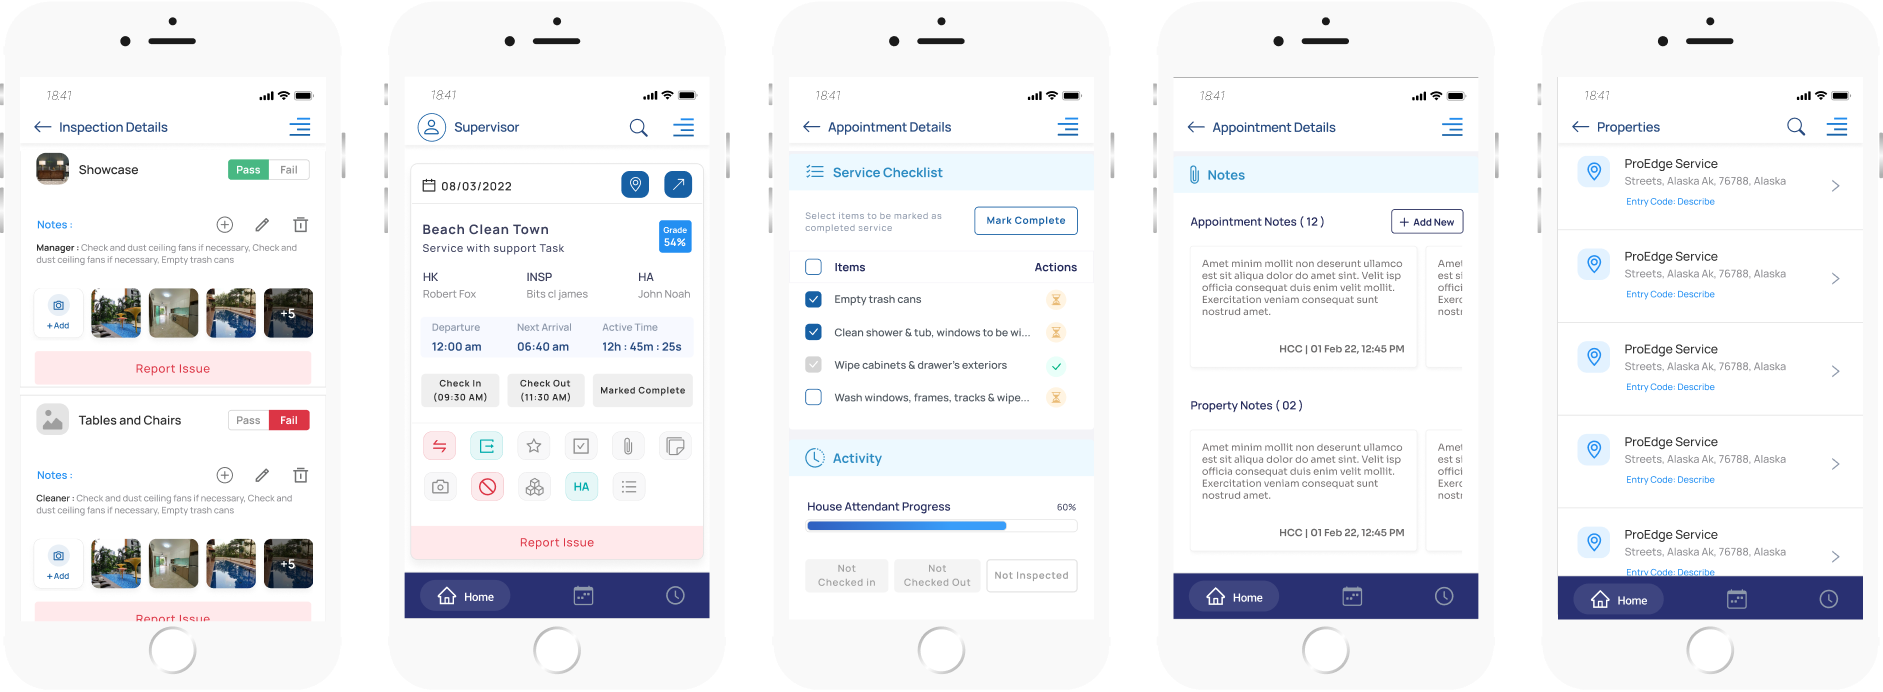 18:41
Inspection Details
Showcase
Pass Fail
Notes :
Manager : Check and dust ceiling fans if necessary, Check and
dust ceiling fans if necessary. Empty trash cans
+ Add
+5
Report Issue
Tables and Chairs
Pass Fail
Notes :
Cleaner : Check and dust ceiling fans if necessary, Check and
dust ceiling fans if necessary. Empty trash cans
+ Add
+5
Report Issue
18:41
Supervisor
08/03/2022
Beach Clean Town
Service with support Task
Grade
54%
HK INSP HA
Robert Fox Bits cl james John Noah
Departure Next Arrival Active Time
12:00 am 06:40 am 12h : 45m : 25s
Check In
(09:30 AM)
Check Out
(11:30 AM)
Marked Complete
HA
Report Issue
Home
18:41
Appointment Details
Service Checklist
Select items to be marked as
completed service
Mark Complete
Items Actions
Empty trash cans
Clean shower & tub, windows to be wi...
Wipe cabinets & drawer's exteriors
Wash windows, frames, tracks & wipe...
Activity
House Attendant Progress 60%
Not
Checked in
Not
Checked Out
Not Inspected
18:41
Appointment Details
Notes
Appointment Notes ( 12 )
+ Add New
Amet minim mollit non deserunt ullamco
est sit aliqua dolor do amet sint. Velit isp
officia consequat duis enim velit mollit.
Exercitation veniam consequat sunt
nostrud amet.
HCC | 01 Feb 22, 12:45 PM
Amet
est si
offici
Exerc
nostr
Property Notes ( 02 )
Amet minim mollit non deserunt ullamco
est sit aliqua dolor do amet sint. Velit isp
officia consequat duis enim velit mollit.
Exercitation veniam consequat sunt
nostrud amet.
HCC | 01 Feb 22, 12:45 PM
Amet
est si
offici
Exerc
nostr
Home
18:41
Properties
ProEdge Service
Streets, Alaska Ak, 76788, Alaska
Entry Code: Describe
ProEdge Service
Streets, Alaska Ak, 76788, Alaska
Entry Code: Describe
ProEdge Service
Streets, Alaska Ak, 76788, Alaska
Entry Code: Describe
ProEdge Service
Streets, Alaska Ak, 76788, Alaska
Entry Code: Describe
ProEdge Service
Streets, Alaska Ak, 76788, Alaska
Entry Code: Describe
Home